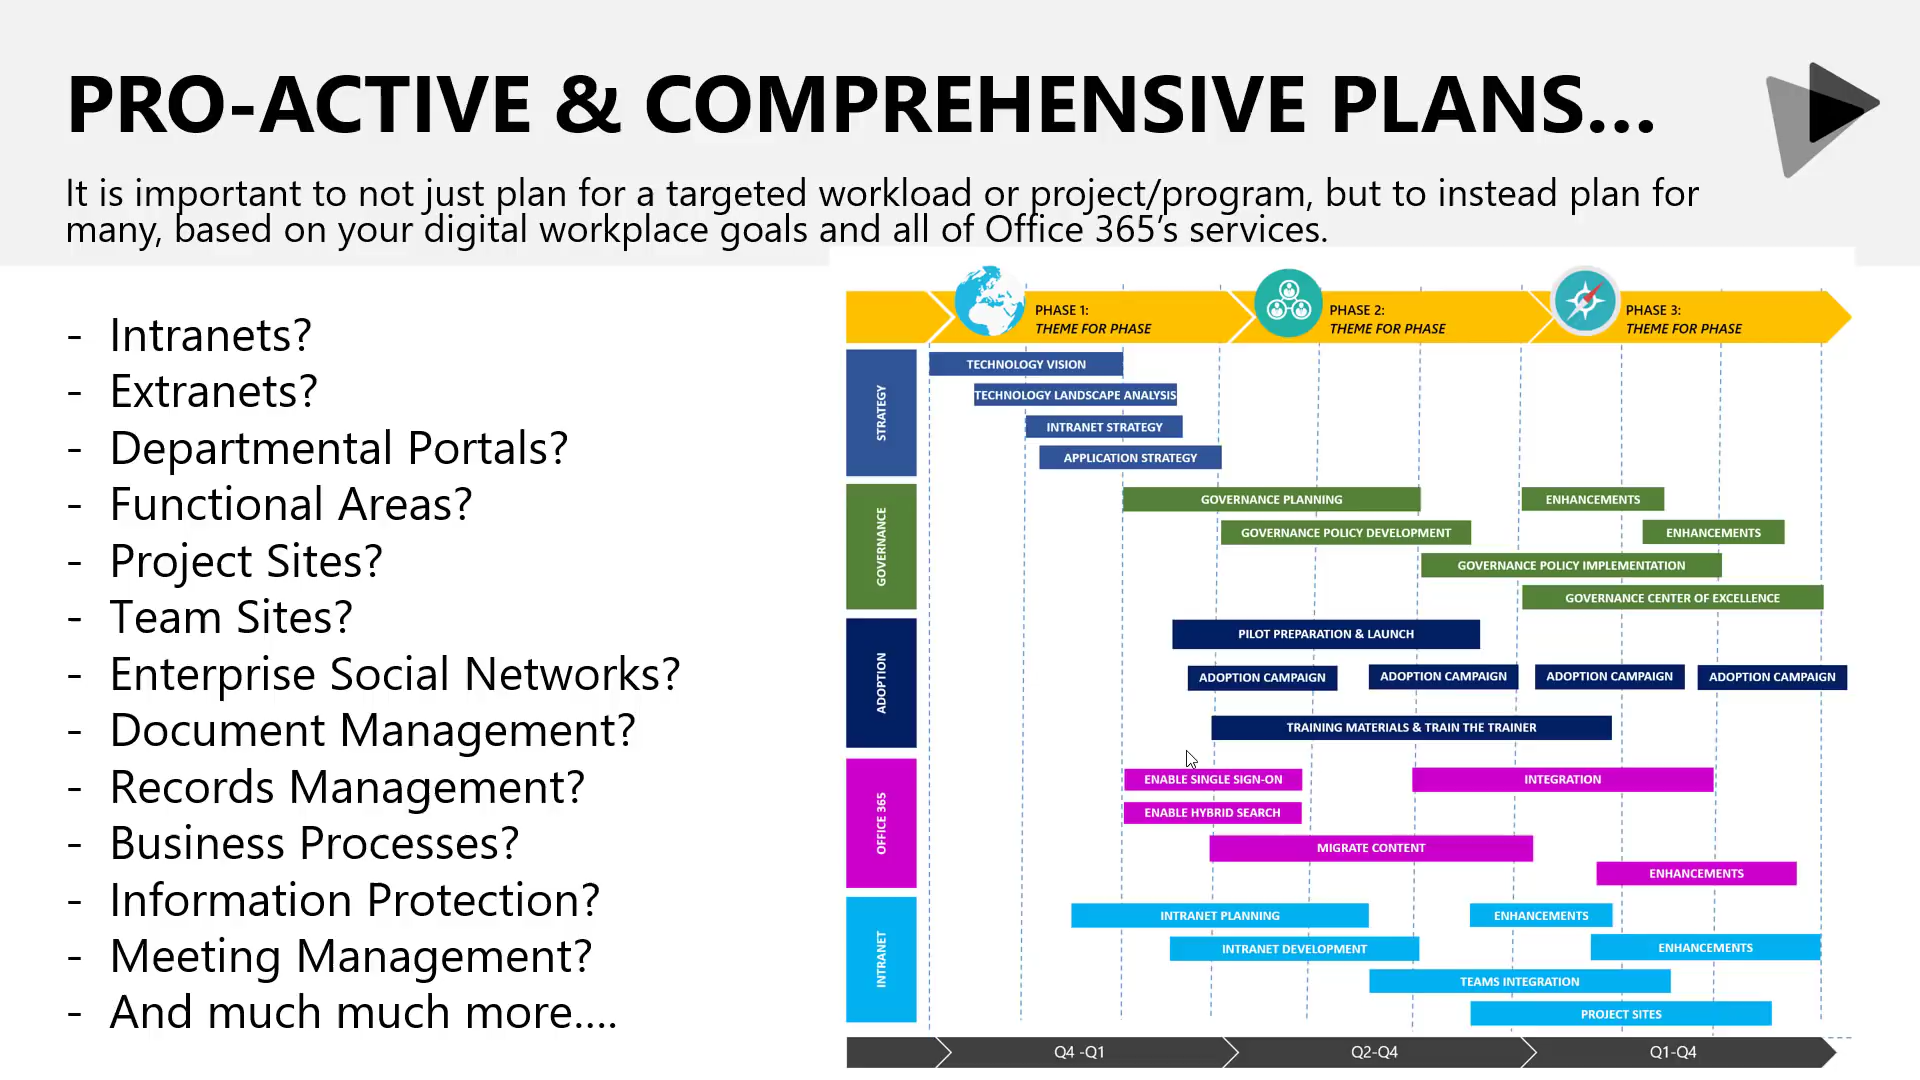 PRO-ACTIVE & COMPREHENSIVE PLANS...
It is important to not just plan for a targeted workload or project/program, but to instead plan for
many, based on your digital workplace goals and all of Office 365's services.
- Intranets?
- Extranets?
- Departmental Portals?
- Functional Areas?
- Project Sites?
- Team Sites?
- Enterprise Social Networks?
- Document Management?
- Records Management?
- Business Processes?
- Information Protection?
- Meeting Management?
- And much much more....
PHASE 1:
THEME FOR PHASE
PHASE 2:
THEME FOR PHASE
PHASE 3:
THEME FOR PHASE
STRATEGY
TECHNOLOGY VISION
TECHNOLOGY LANDSCAPE ANALYSIS
INTRANET STRATEGY
APPLICATION STRATEGY
GOVERNANCE
GOVERNANCE PLANNING
ENHANCEMENTS
GOVERNANCE POLICY DEVELOPMENT
ENHANCEMENTS
GOVERNANCE POLICY IMPLEMENTATION
GOVERNANCE CENTER OF EXCELLENCE
ADOPTION
PILOT PREPARATION & LAUNCH
ADOPTION CAMPAIGN
ADOPTION CAMPAIGN
ADOPTION CAMPAIGN
ADOPTION CAMPAIGN
TRAINING MATERIALS & TRAIN THE TRAINER
OFFICE 365
ENABLE SINGLE SIGN-ON
INTEGRATION
ENABLE HYBRID SEARCH
MIGRATE CONTENT
ENHANCEMENTS
INTRANET
INTRANET PLANNING
ENHANCEMENTS
INTRANET DEVELOPMENT
ENHANCEMENTS
TEAMS INTEGRATION
PROJECT SITES
Q4 -Q1
Q2-Q4
Q1-Q4